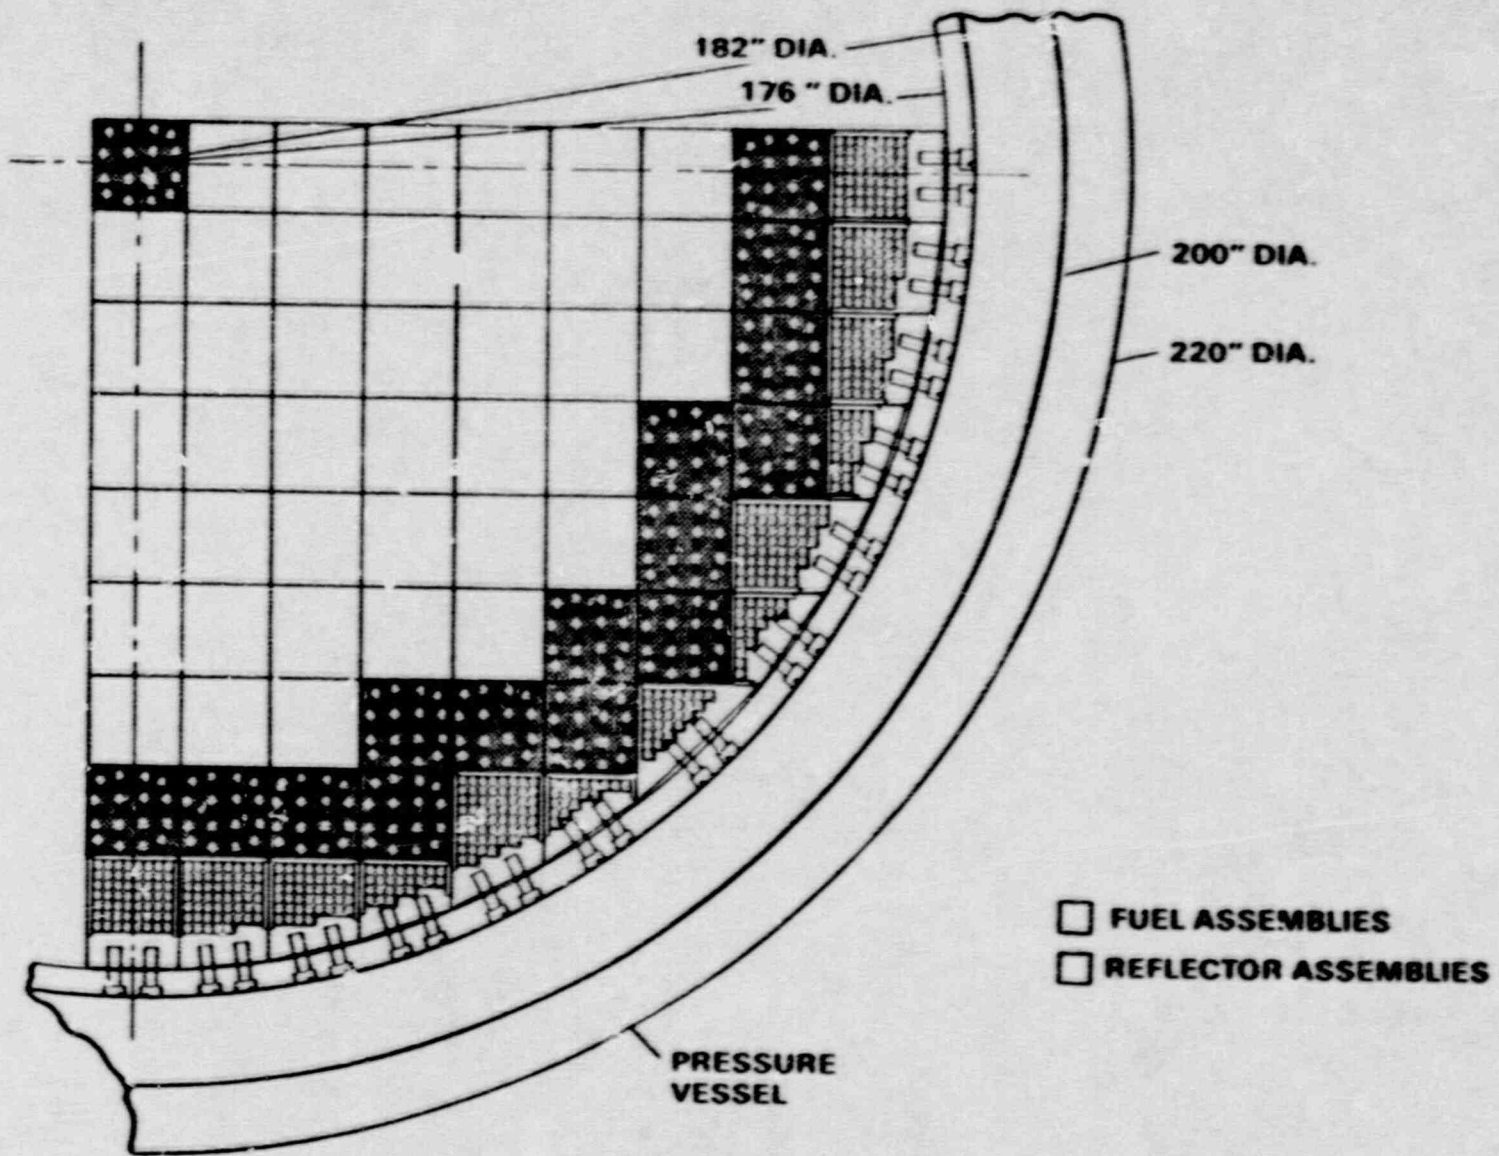 182" DIA.
176" DIA.
200" DIA.
220" DIA.
FUEL ASSEMBLIES
REFLECTOR ASSEMBLIES
PRESSURE
VESSEL